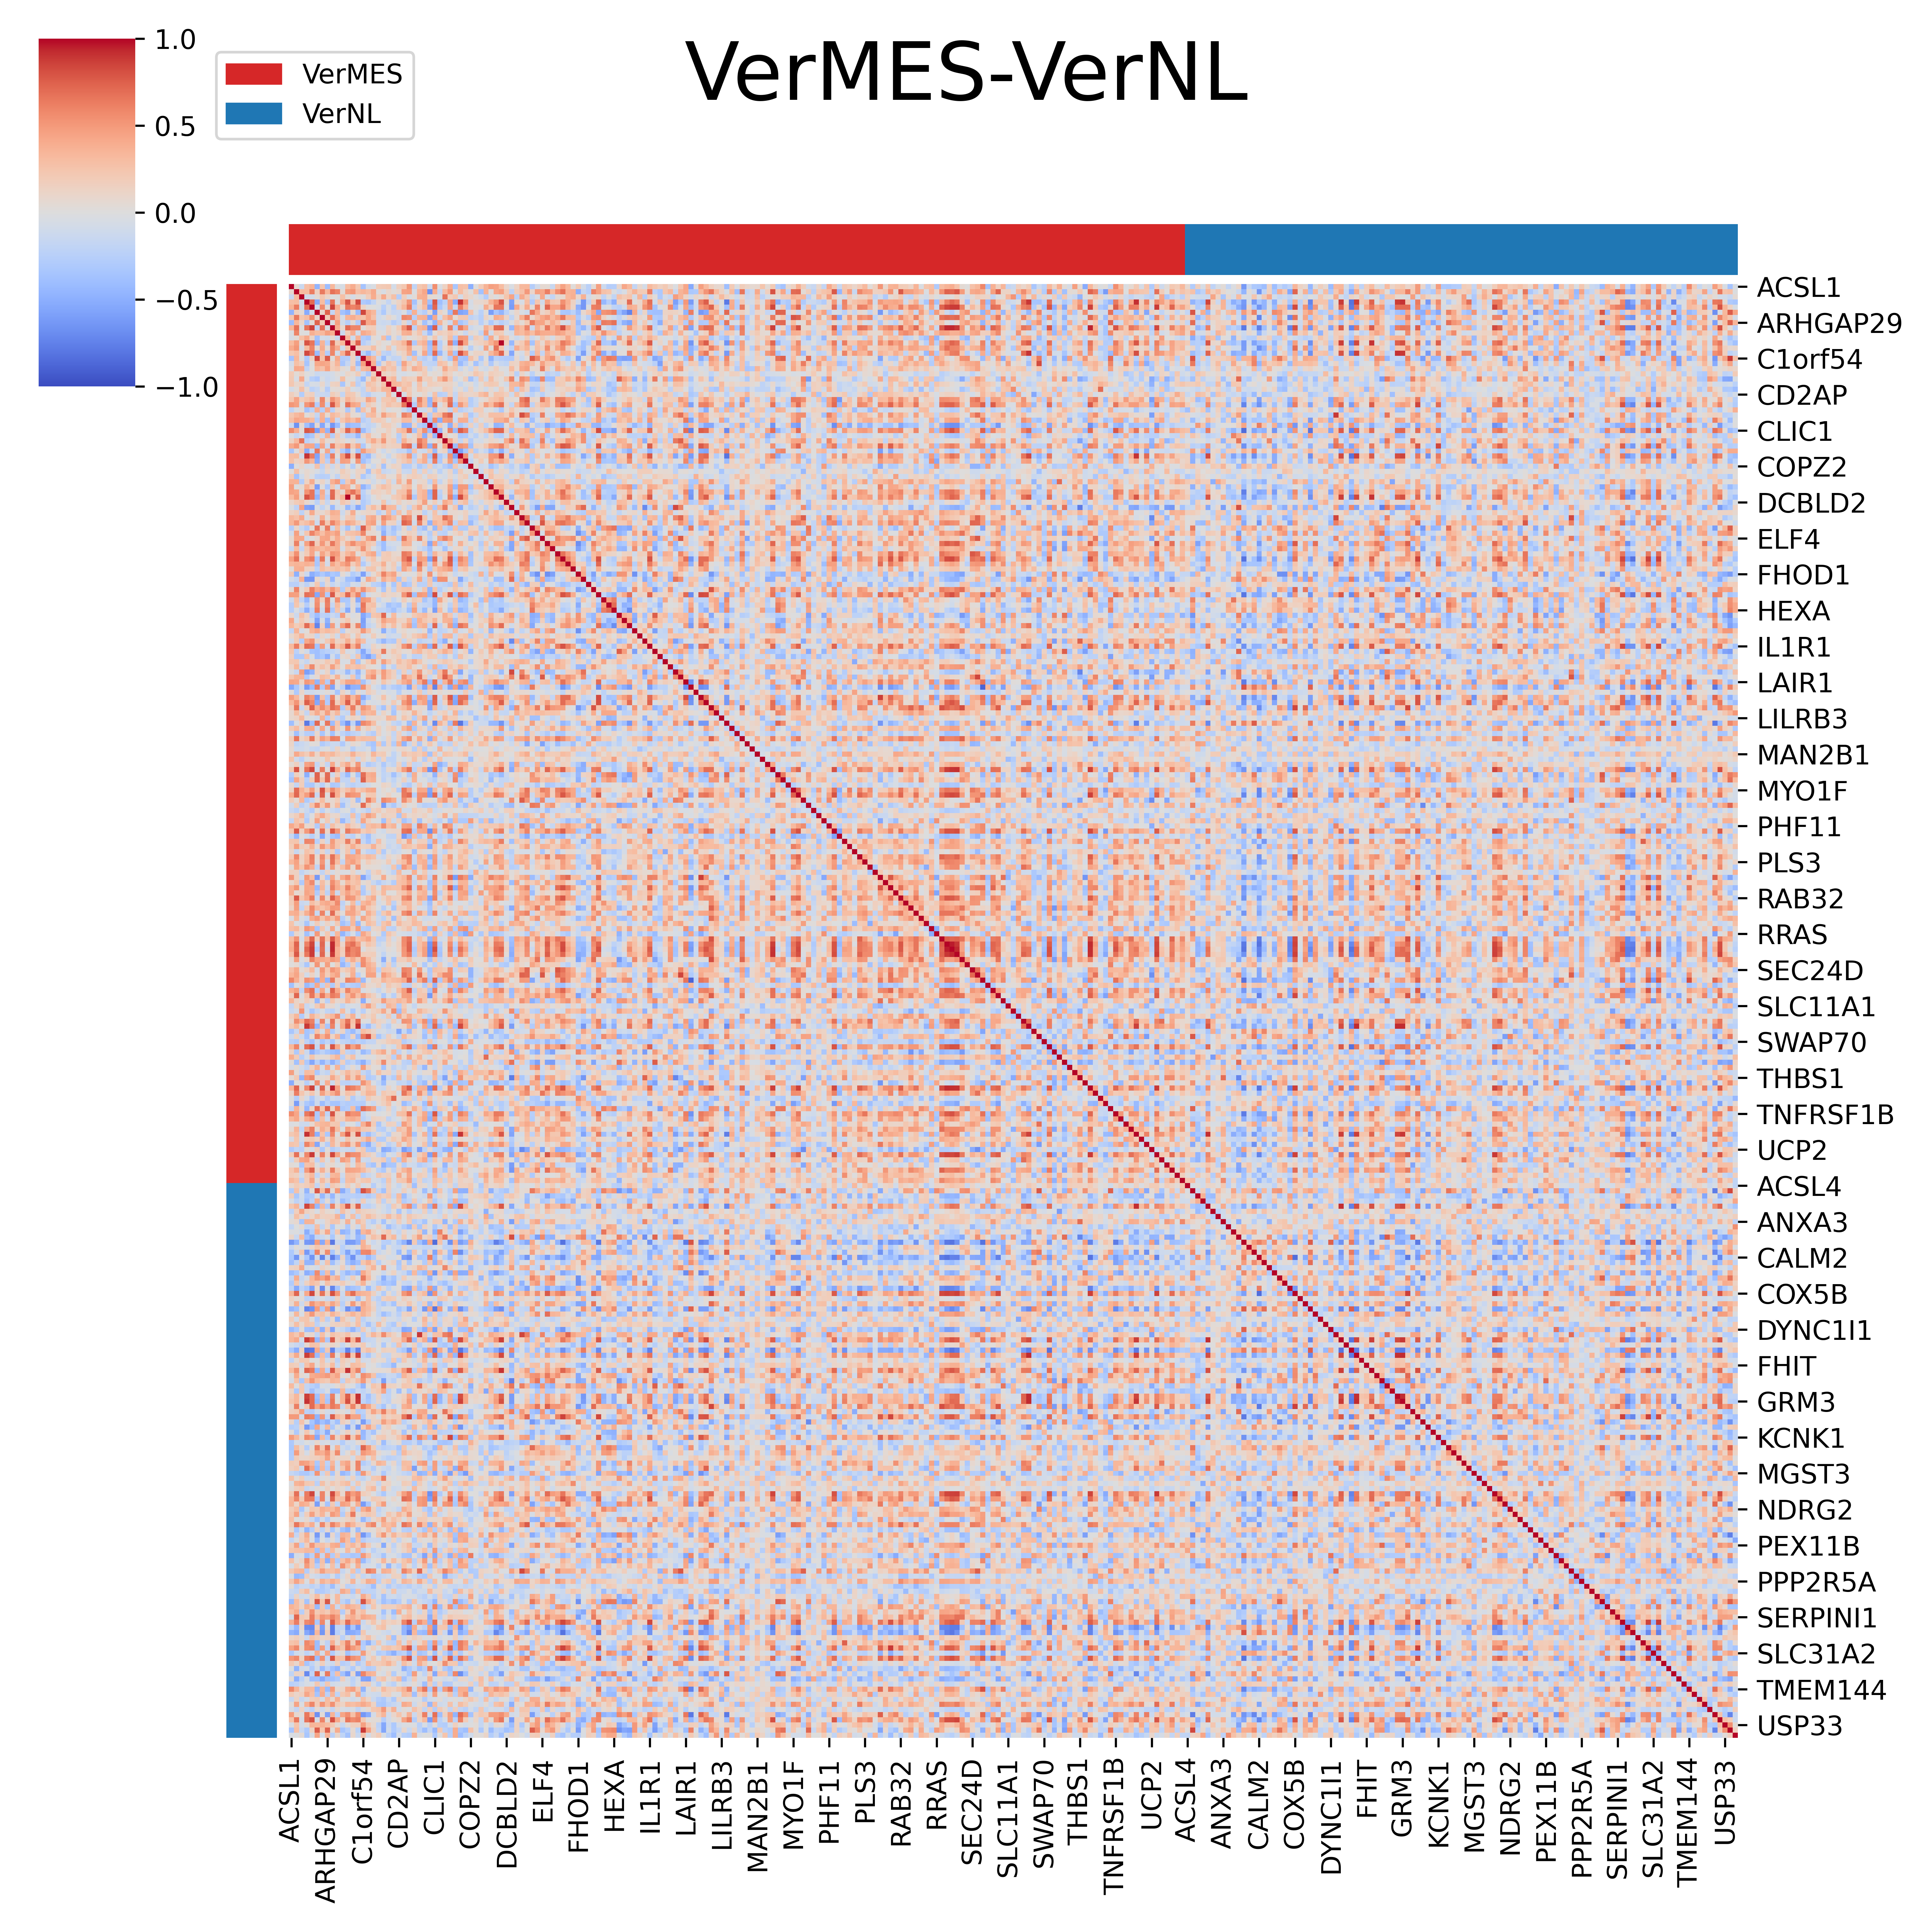 VerMES-VerNL
1.0
0.5
0.0
−0.5
−1.0
VerMES
VerNL
ACSL1
ARHGAP29
C1orf54
CD2AP
CLIC1
COPZ2
DCBLD2
ELF4
FHOD1
HEXA
IL1R1
LAIR1
LILRB3
MAN2B1
MYO1F
PHF11
PLS3
RAB32
RRAS
SEC24D
SLC11A1
SWAP70
THBS1
TNFRSF1B
UCP2
ACSL4
ANXA3
CALM2
COX5B
DYNC1I1
FHIT
GRM3
KCNK1
MGST3
NDRG2
PEX11B
PPP2R5A
SERPINI1
SLC31A2
TMEM144
USP33
ACSL1
ARHGAP29
C1orf54
CD2AP
CLIC1
COPZ2
DCBLD2
ELF4
FHOD1
HEXA
IL1R1
LAIR1
LILRB3
MAN2B1
MYO1F
PHF11
PLS3
RAB32
RRAS
SEC24D
SLC11A1
SWAP70
THBS1
TNFRSF1B
UCP2
ACSL4
ANXA3
CALM2
COX5B
DYNC1I1
FHIT
GRM3
KCNK1
MGST3
NDRG2
PEX11B
PPP2R5A
SERPINI1
SLC31A2
TMEM144
USP33